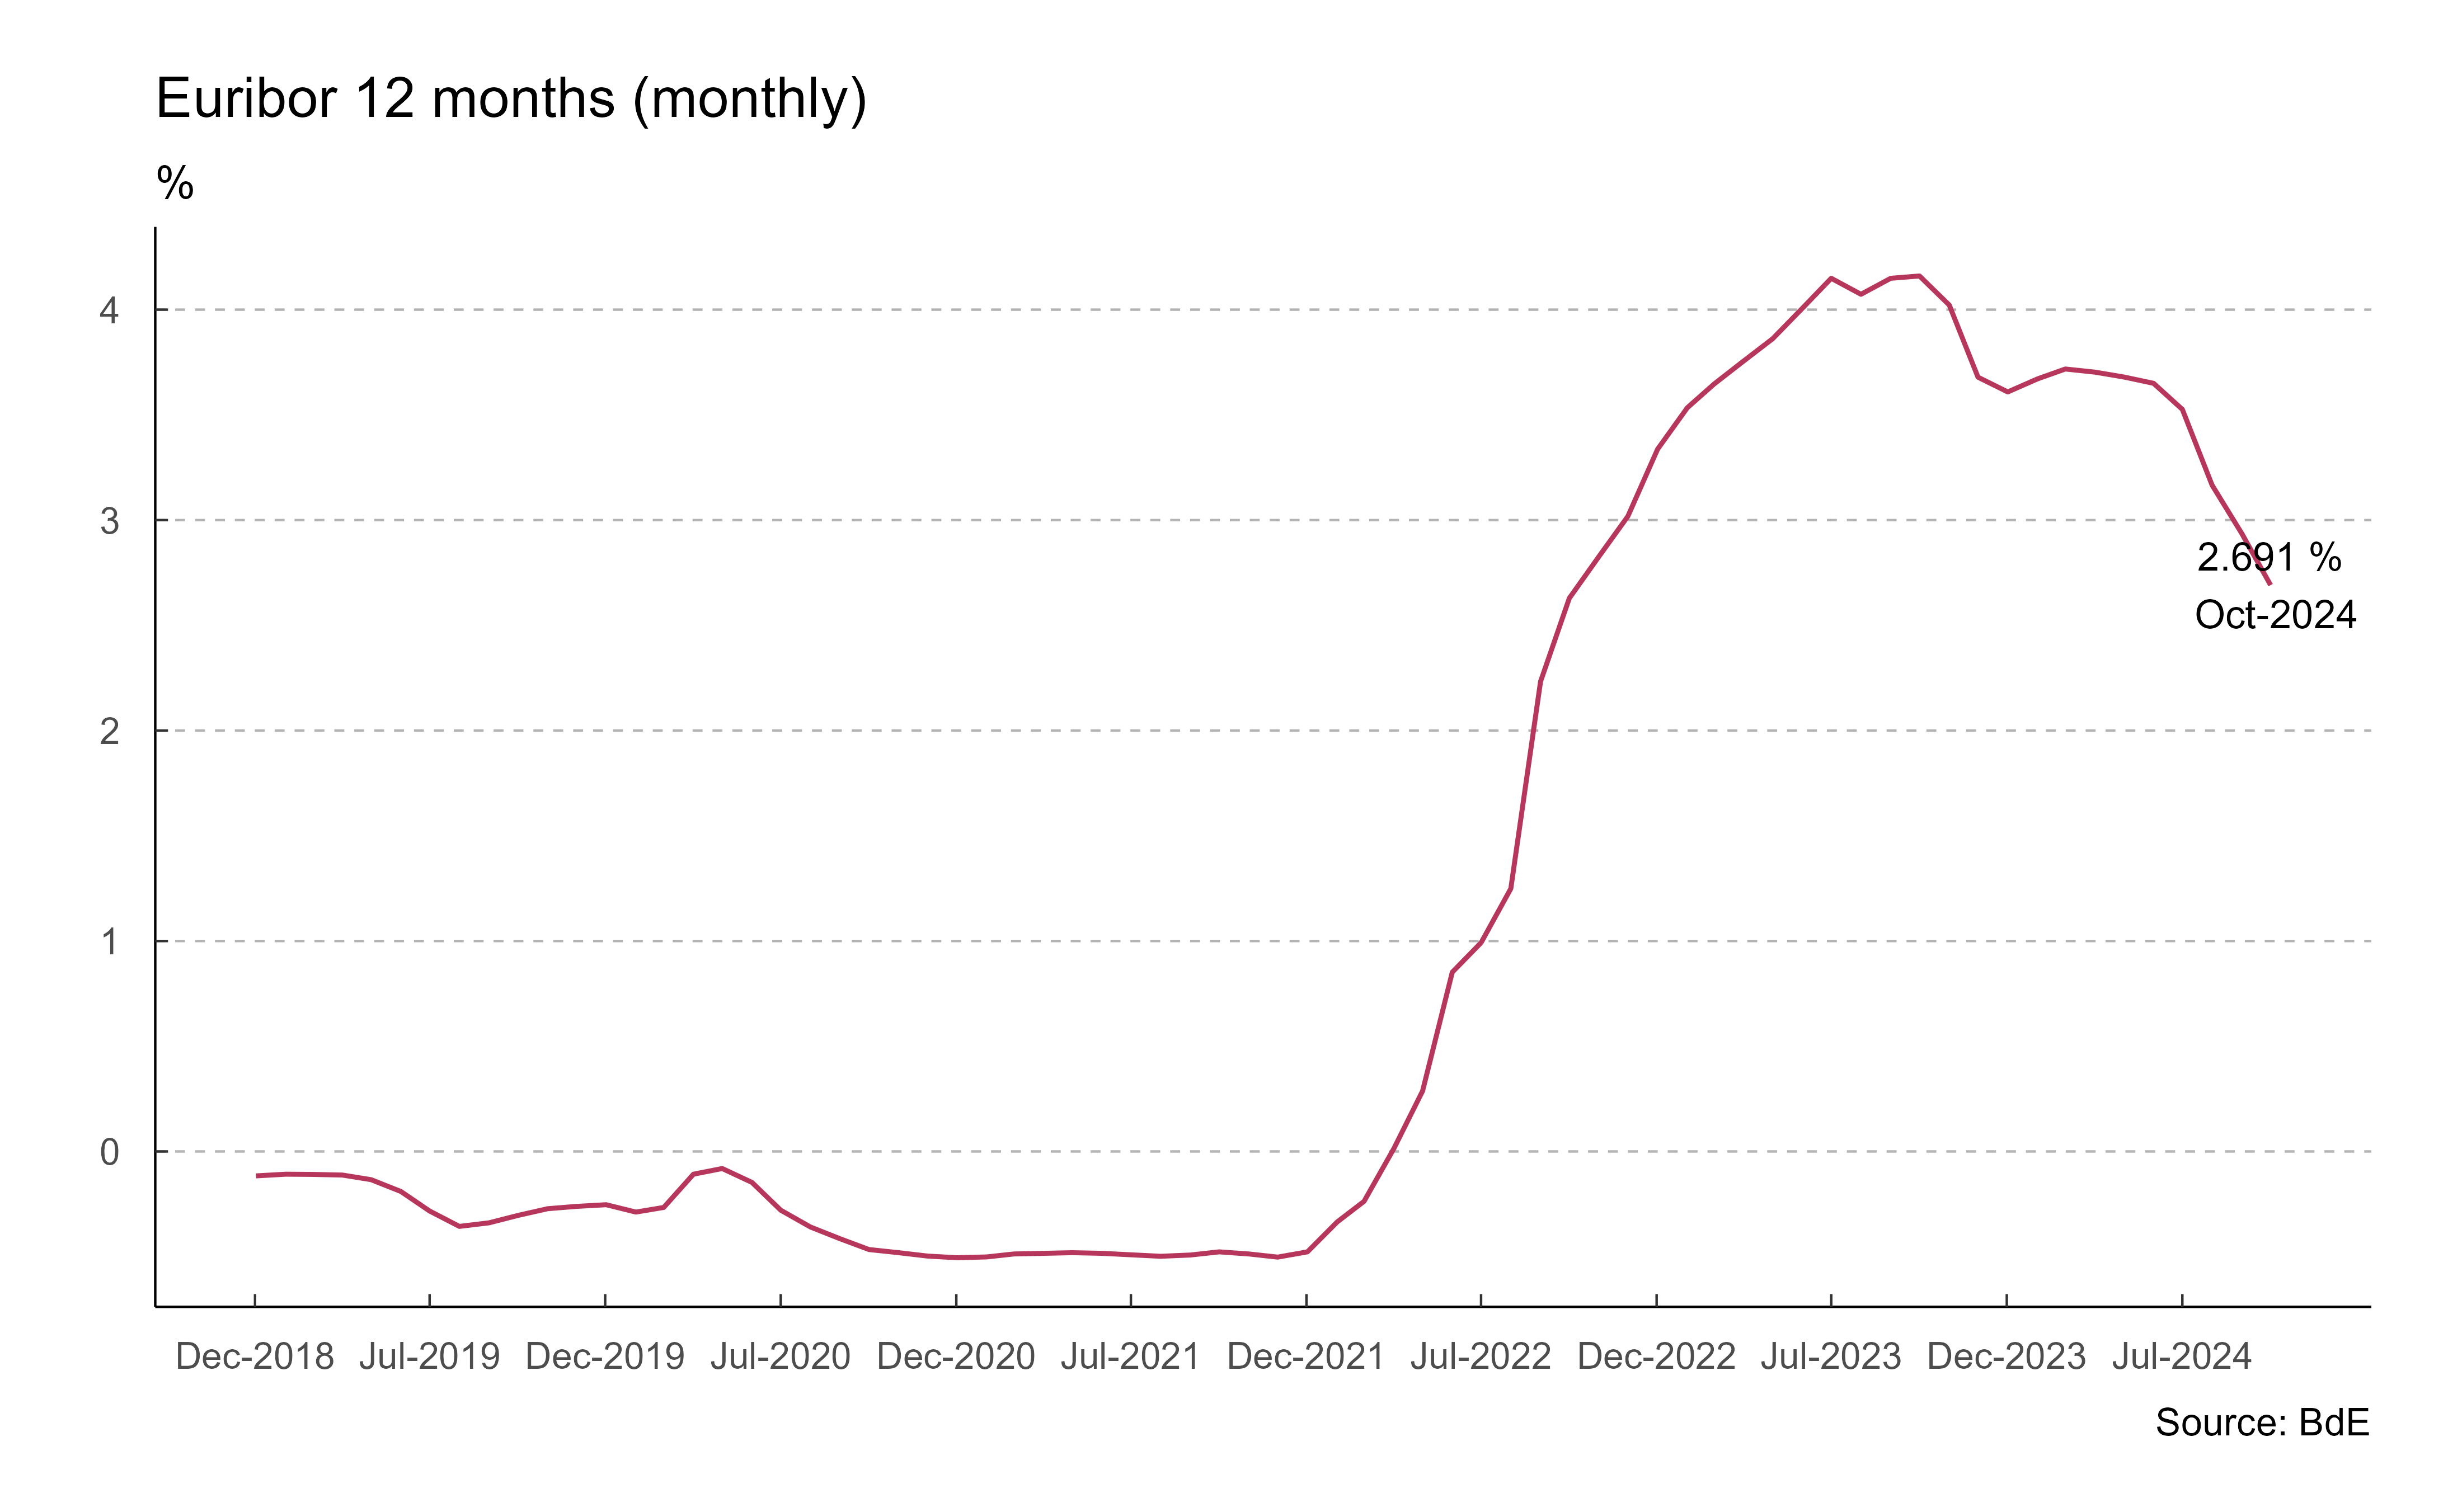 Euribor 12 months (monthly)
%
4
3
2.691 %
Oct-2024
2
1
0
Dec-2018 Jul-2019 Dec-2019 Jul-2020 Dec-2020 Jul-2021 Dec-2021 Jul-2022 Dec-2022 Jul-2023 Dec-2023 Jul-2024
Source: BdE